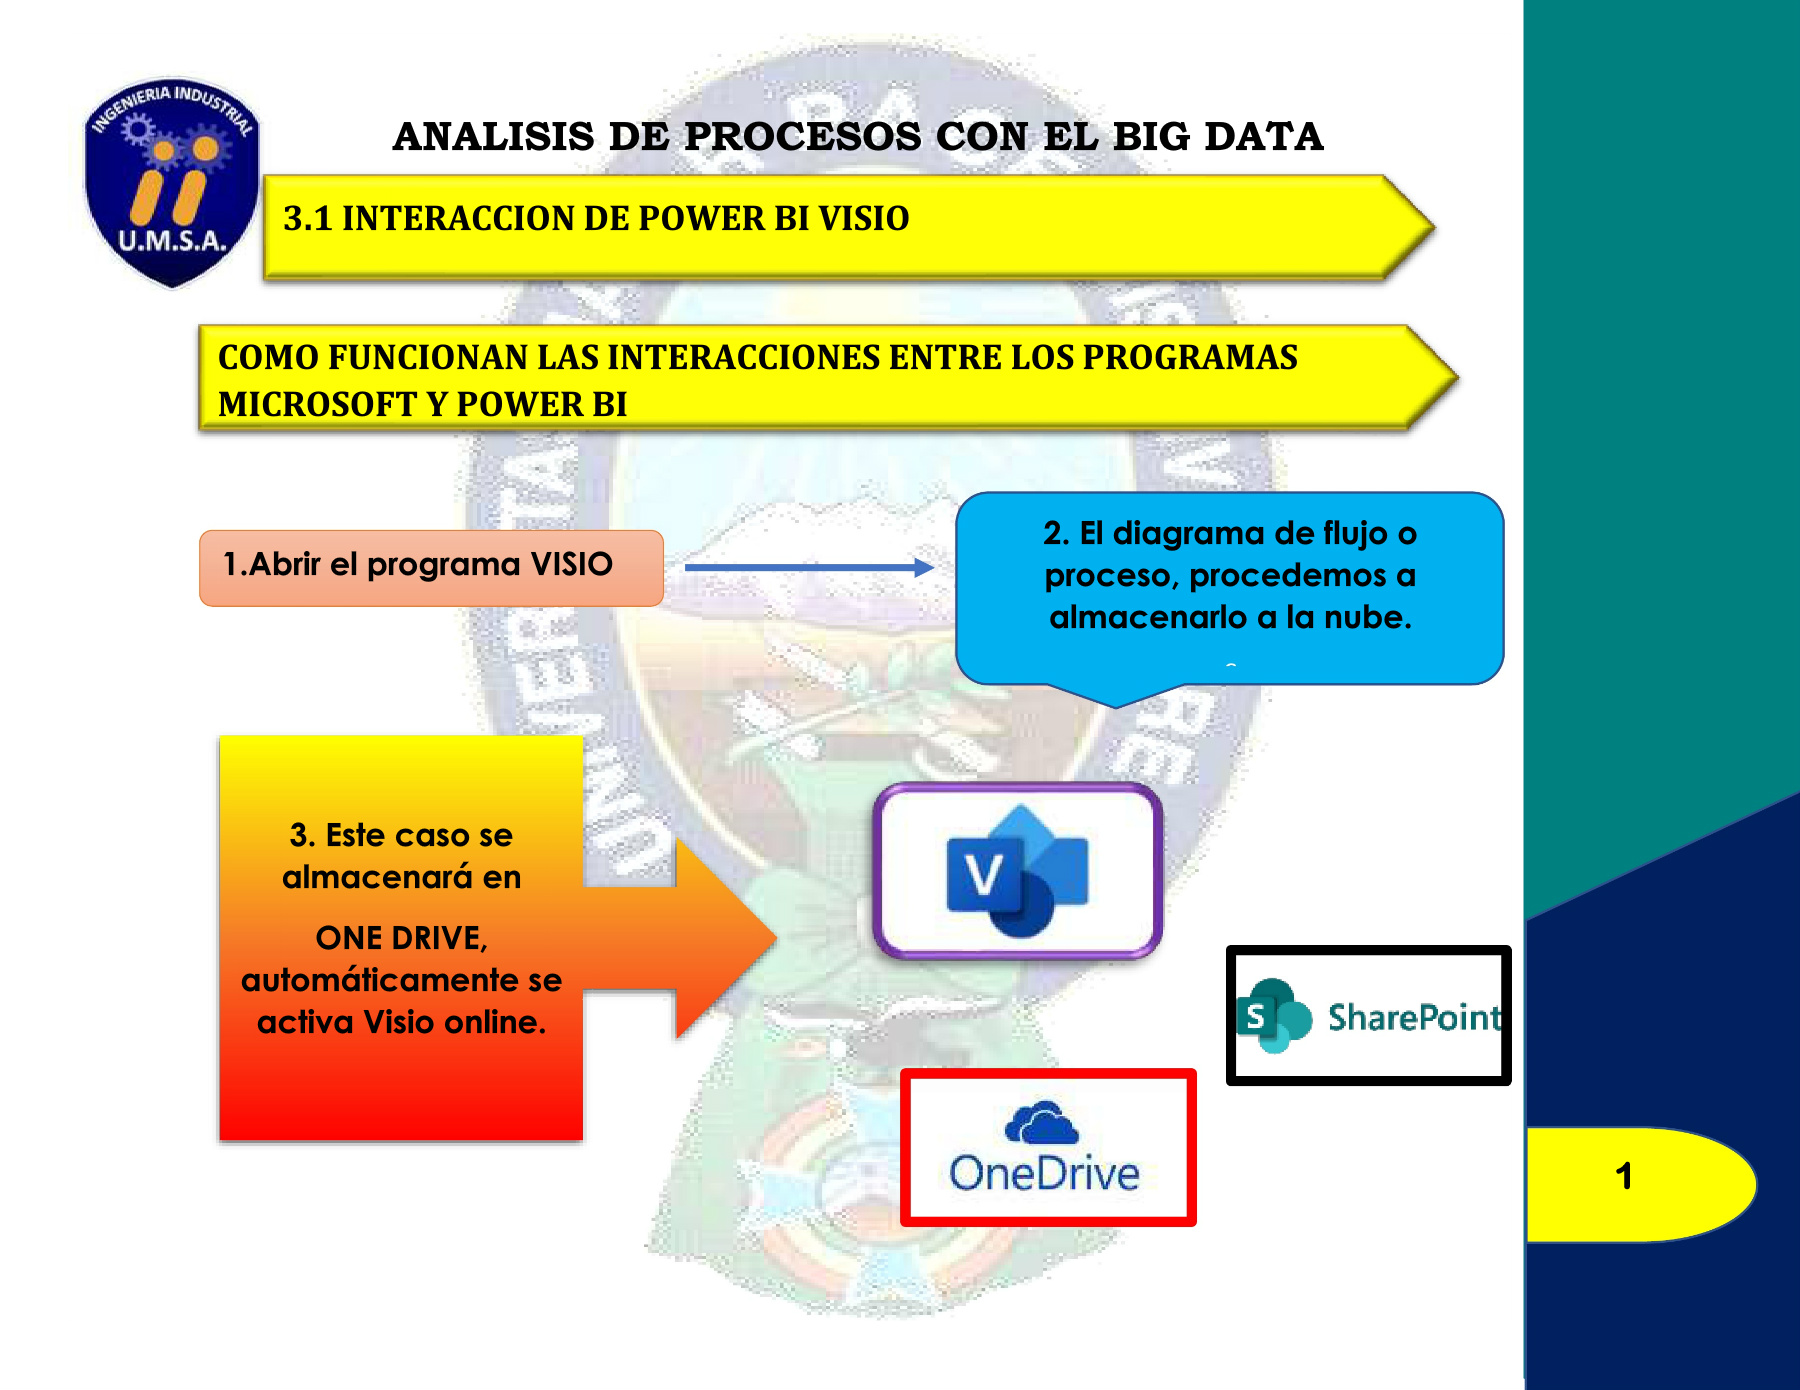 INGENIERIA INDUSTRIAL
U.M.S.A.
ANALISIS DE PROCESOS CON EL BIG DATA
3.1 INTERACCION DE POWER BI VISIO
COMO FUNCIONAN LAS INTERACCIONES ENTRE LOS PROGRAMAS
MICROSOFT Y POWER BI
1.Abrir el programa VISIO
2. El diagrama de flujo o
proceso, procedemos a
almacenarlo a la nube.
3. Este caso se
almacenará en
ONE DRIVE,
automáticamente se
activa Visio online.
V
S SharePoint
OneDrive
1